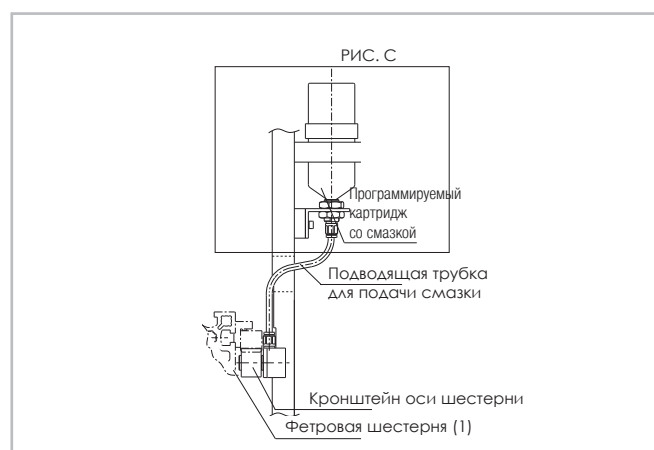 РИС. C
Программируемый
картридж
со смазкой
Подводящая трубка
для подачи смазки
Кронштейн оси шестерни
Фетровая шестерня (1)